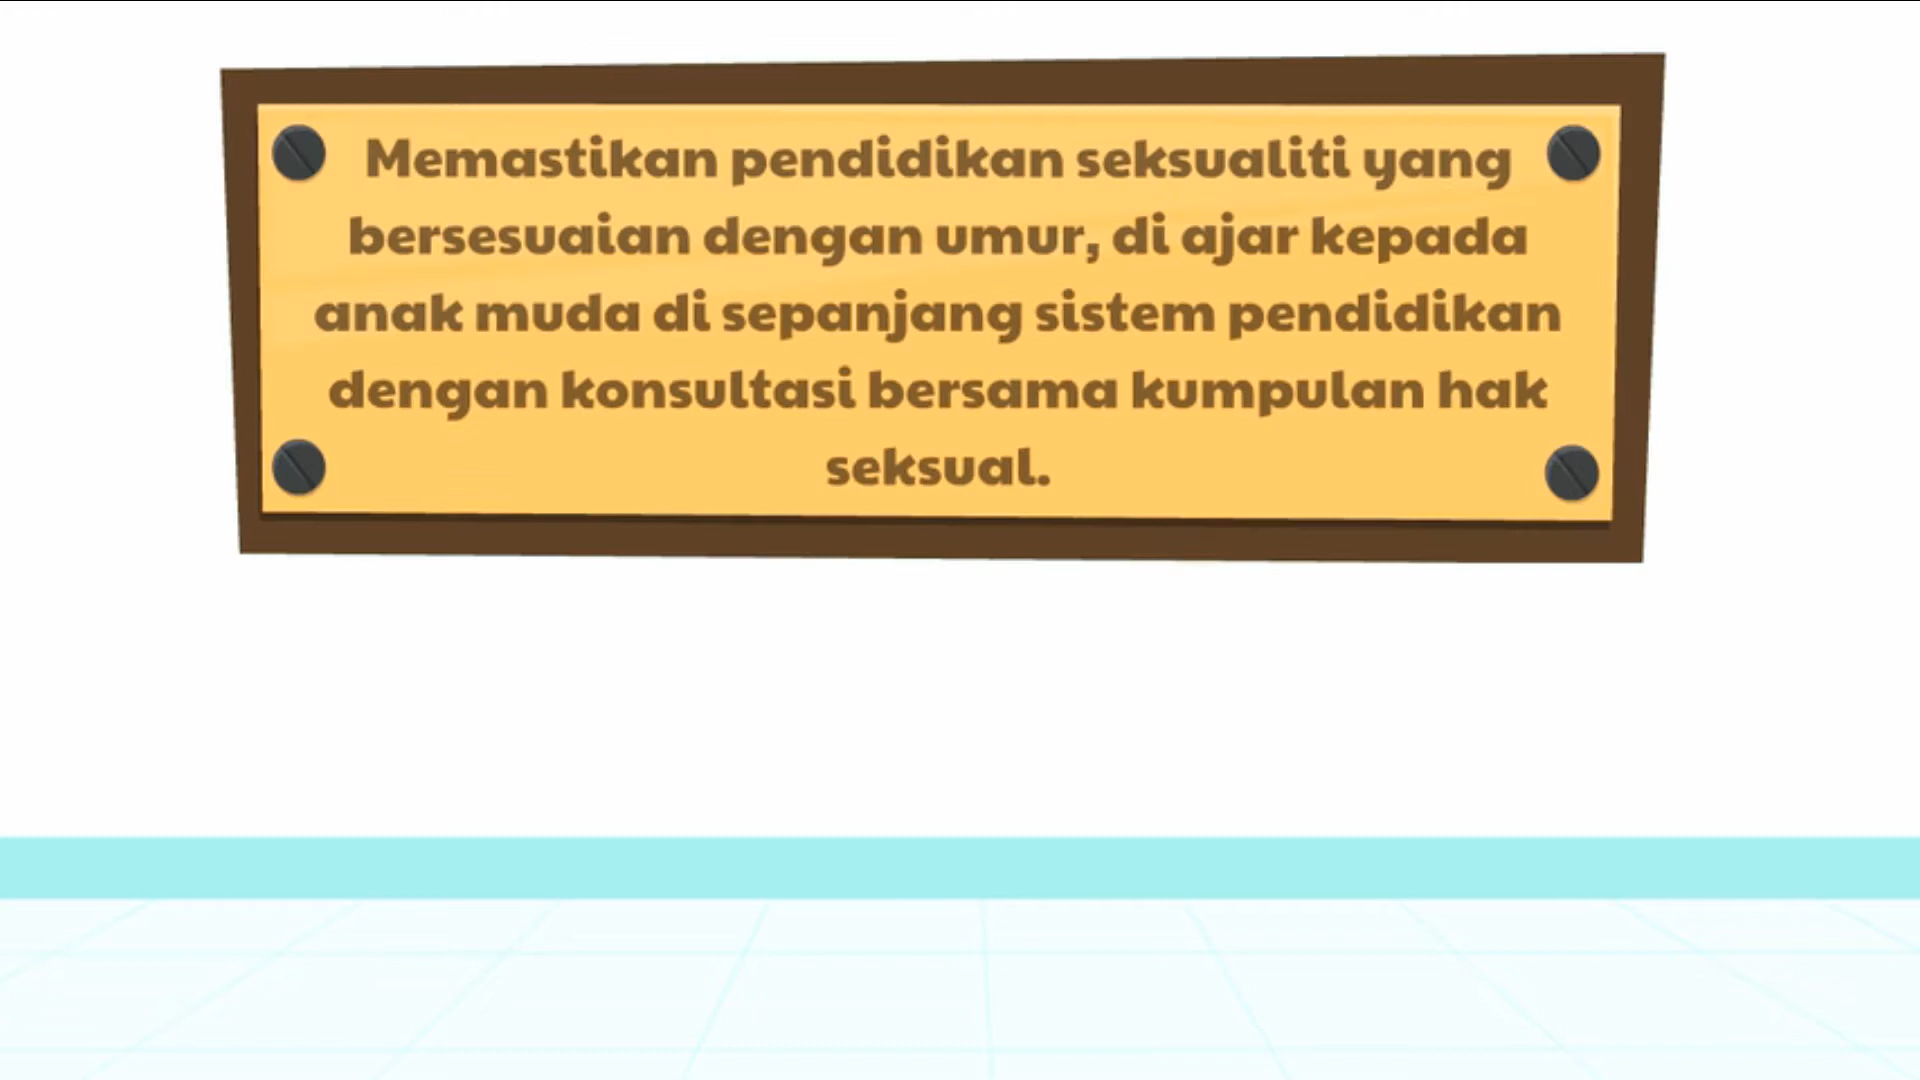 Memastikan pendidikan seksualiti yang
bersesuaian dengan umur, di ajar kepada
anak muda di sepanjang sistem pendidikan
dengan konsultasi bersama kumpulan hak
seksual.